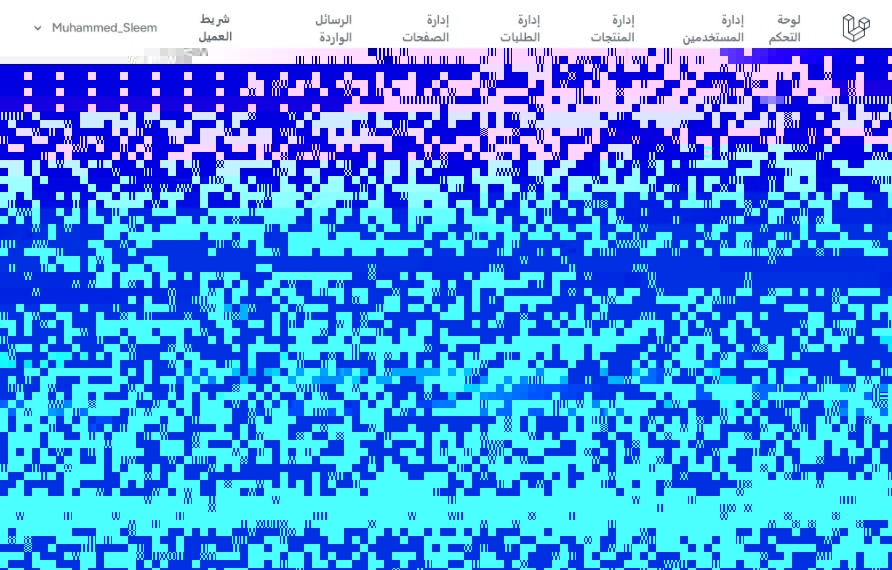 لوحة التحكم
إدارة المستخدمين
إدارة المنتجات
إدارة الطلبات
إدارة الصفحات
الرسائل الواردة
شريط العميل
Muhammed_Sleem